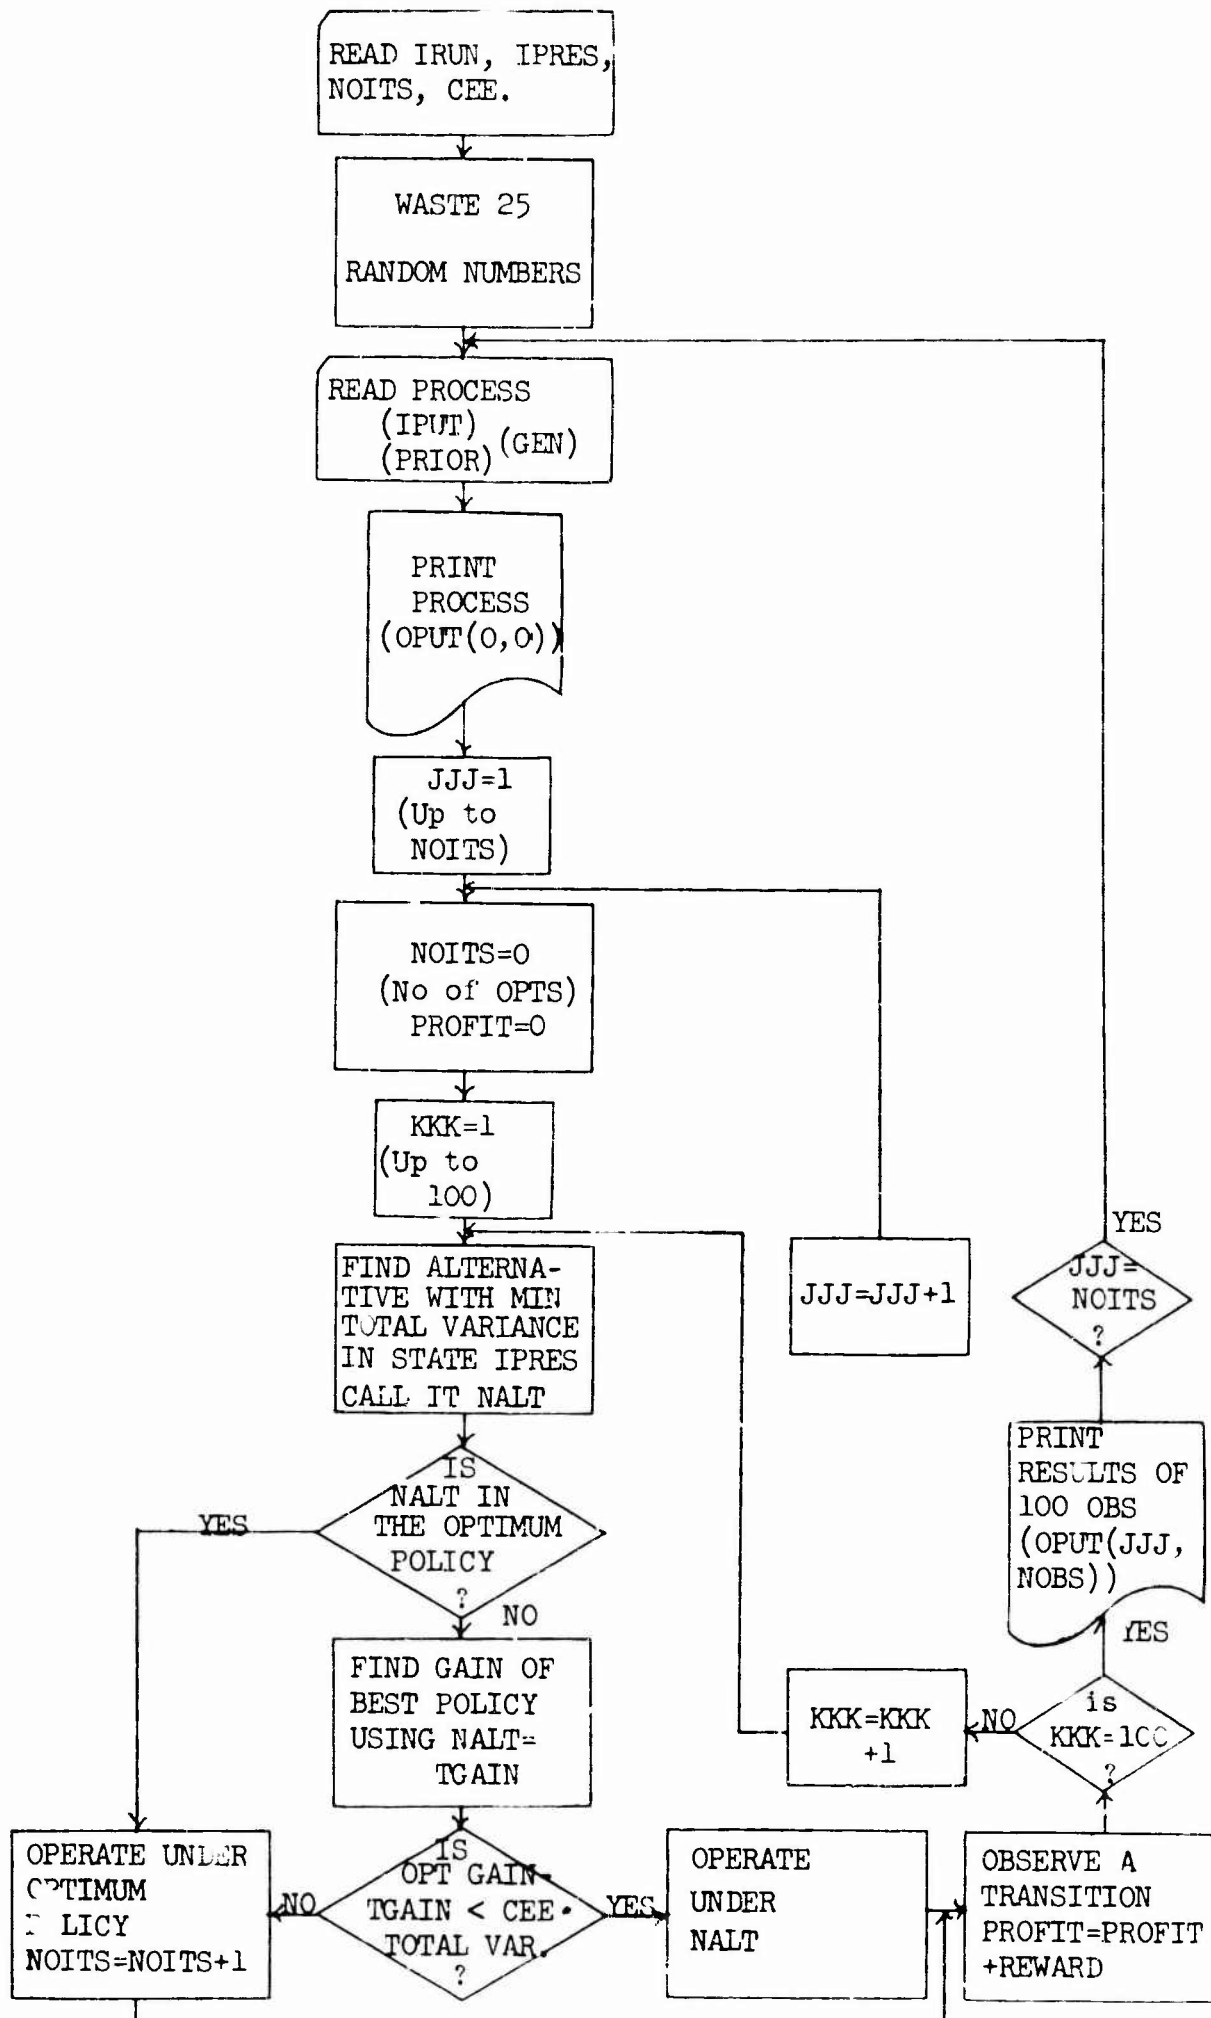 READ IRUN, IPRES,
NOITS, CEE.
WASTE 25
RANDOM NUMBERS
READ PROCESS
(IPUT)
(PRIOR) (GEN)
PRINT
PROCESS
(OPUT(0,0))
JJJ=1
(Up to
NOITS)
NOITS=0
(No of OPTS)
PROFIT=0
KKK=1
(Up to
100)
FIND ALTERNA-
TIVE WITH MIN
TOTAL VARIANCE
IN STATE IPRES
CALL IT NALT
IS
NALT IN
THE OPTIMUM
POLICY
?
YES
NO
FIND GAIN OF
BEST POLICY
USING NALT=
TGAIN
IS
OPT GAIN-
TGAIN < CEE·
TOTAL VAR.
?
NO
YES
OPERATE UNDER
OPTIMUM
P LICY
NOITS=NOITS+1
OPERATE
UNDER
NALT
OBSERVE A
TRANSITION
PROFIT=PROFIT
+REWARD
is
KKK=100
?
NO
YES
KKK=KKK
+1
PRINT
RESULTS OF
100 OBS
(OPUT(JJJ,
NOBS))
JJJ=
NOITS
?
YES
JJJ=JJJ+1